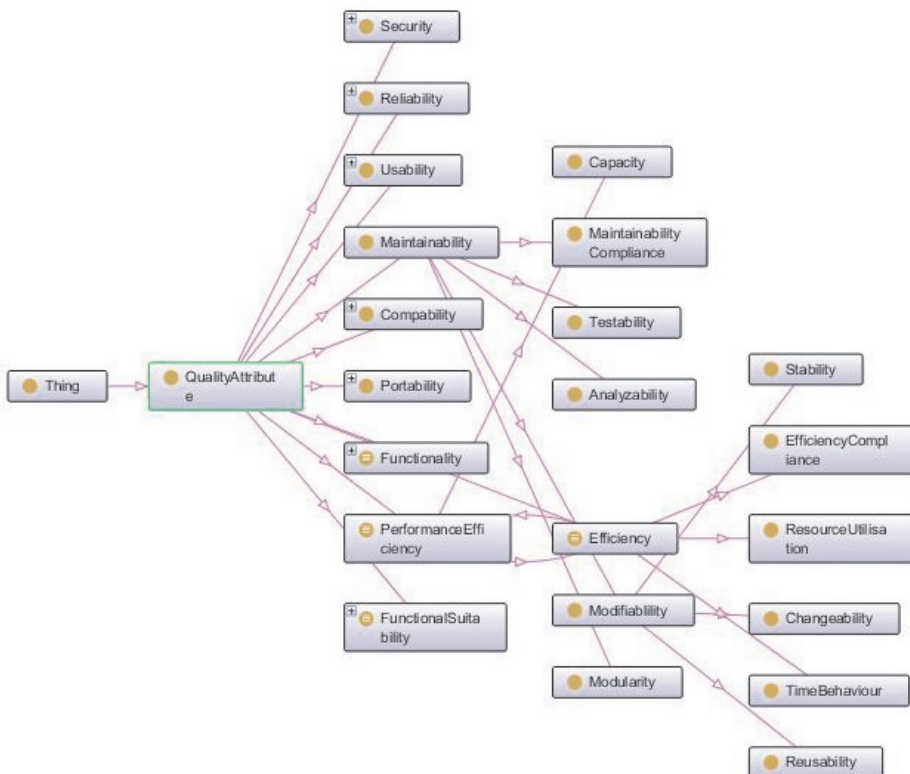 Thing
QualityAttribut
e
Security
Reliability
Usability
Maintainability
Compability
Portability
Functionality
PerformanceEffi
ciency
FunctionalSuita
bility
Capacity
Maintainability
Compliance
Testability
Analyzability
Efficiency
Modifiablility
Modularity
Stability
EfficiencyCompl
iance
ResourceUtilisa
tion
Changeability
TimeBehaviour
Reusability